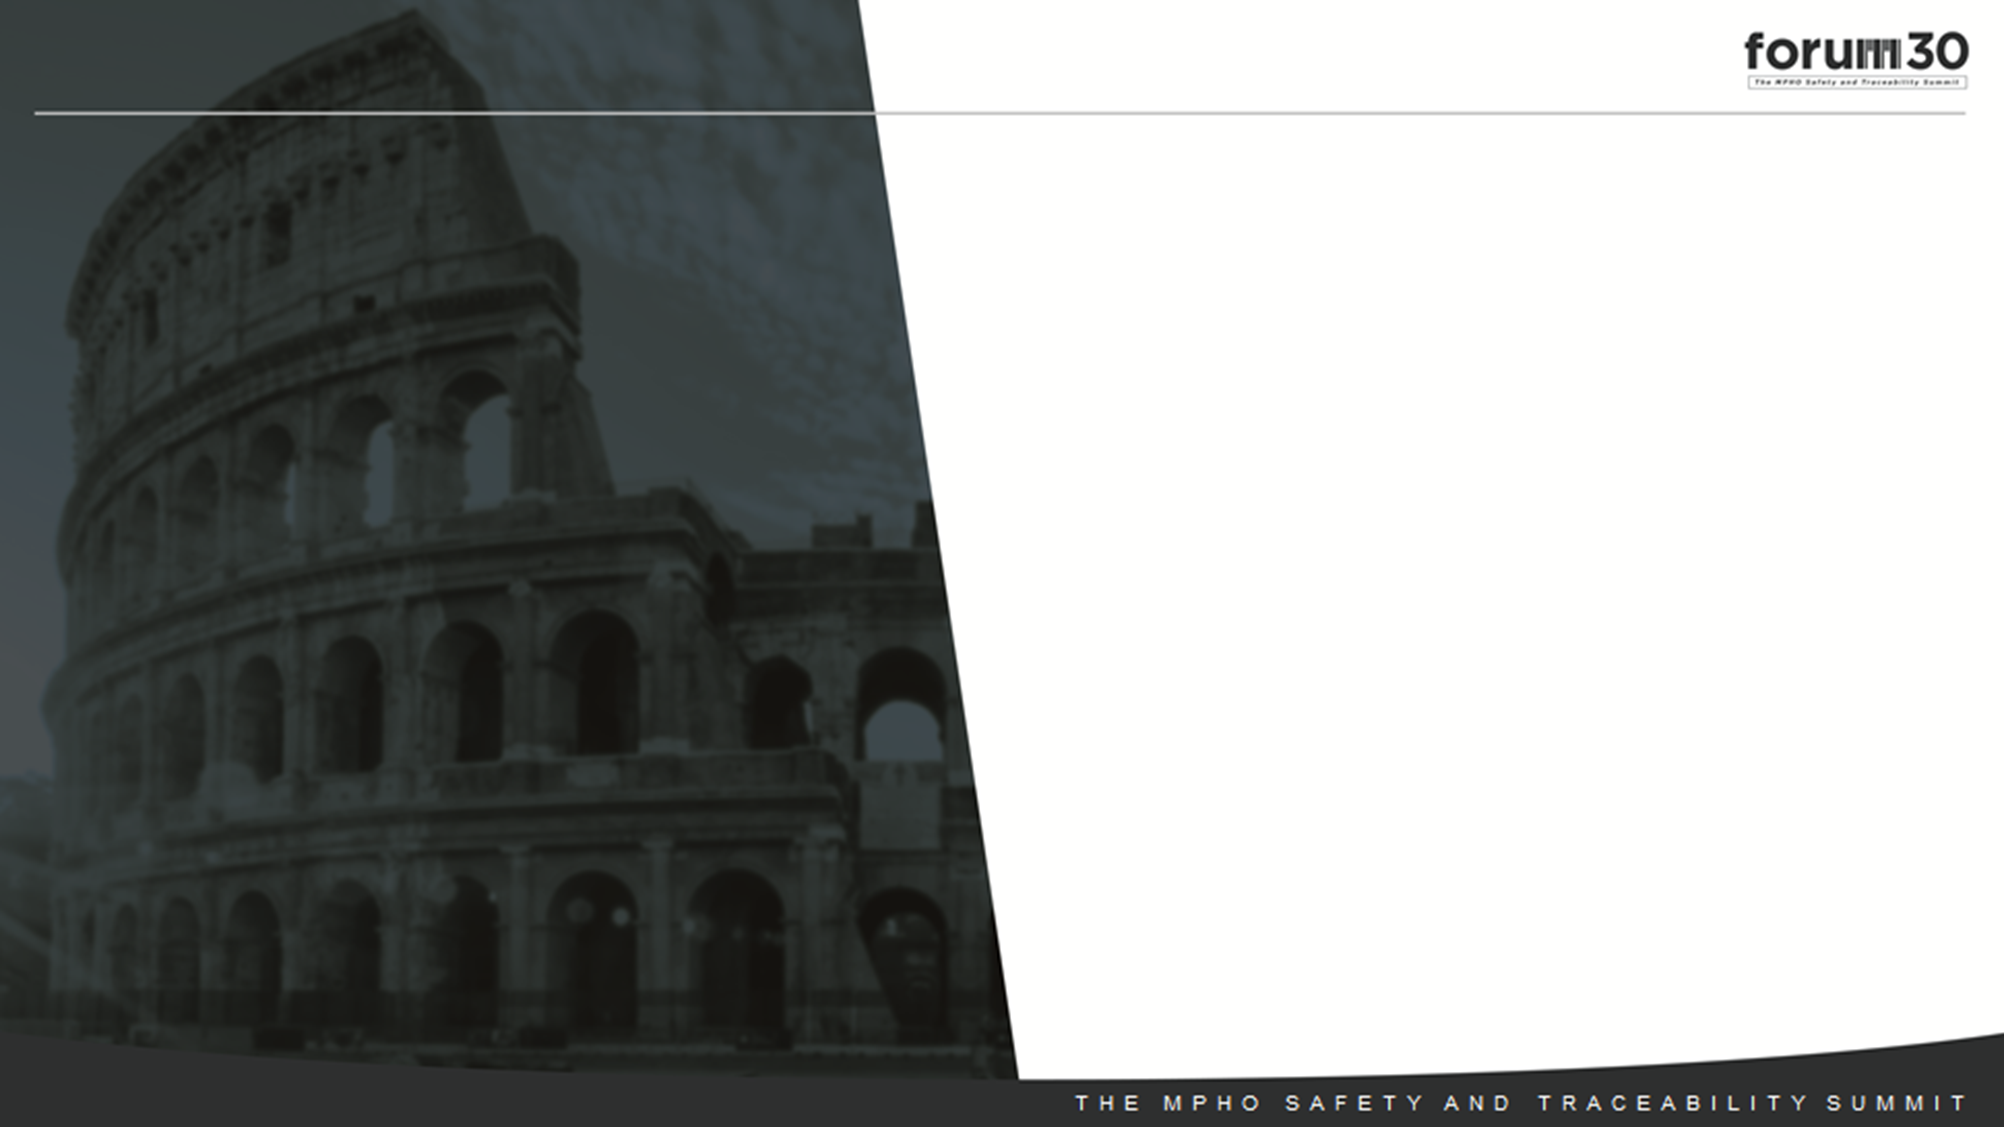 forum30
The MPHO Safety and Traceability Summit
THE MPHO SAFETY AND TRACEABILITY SUMMIT